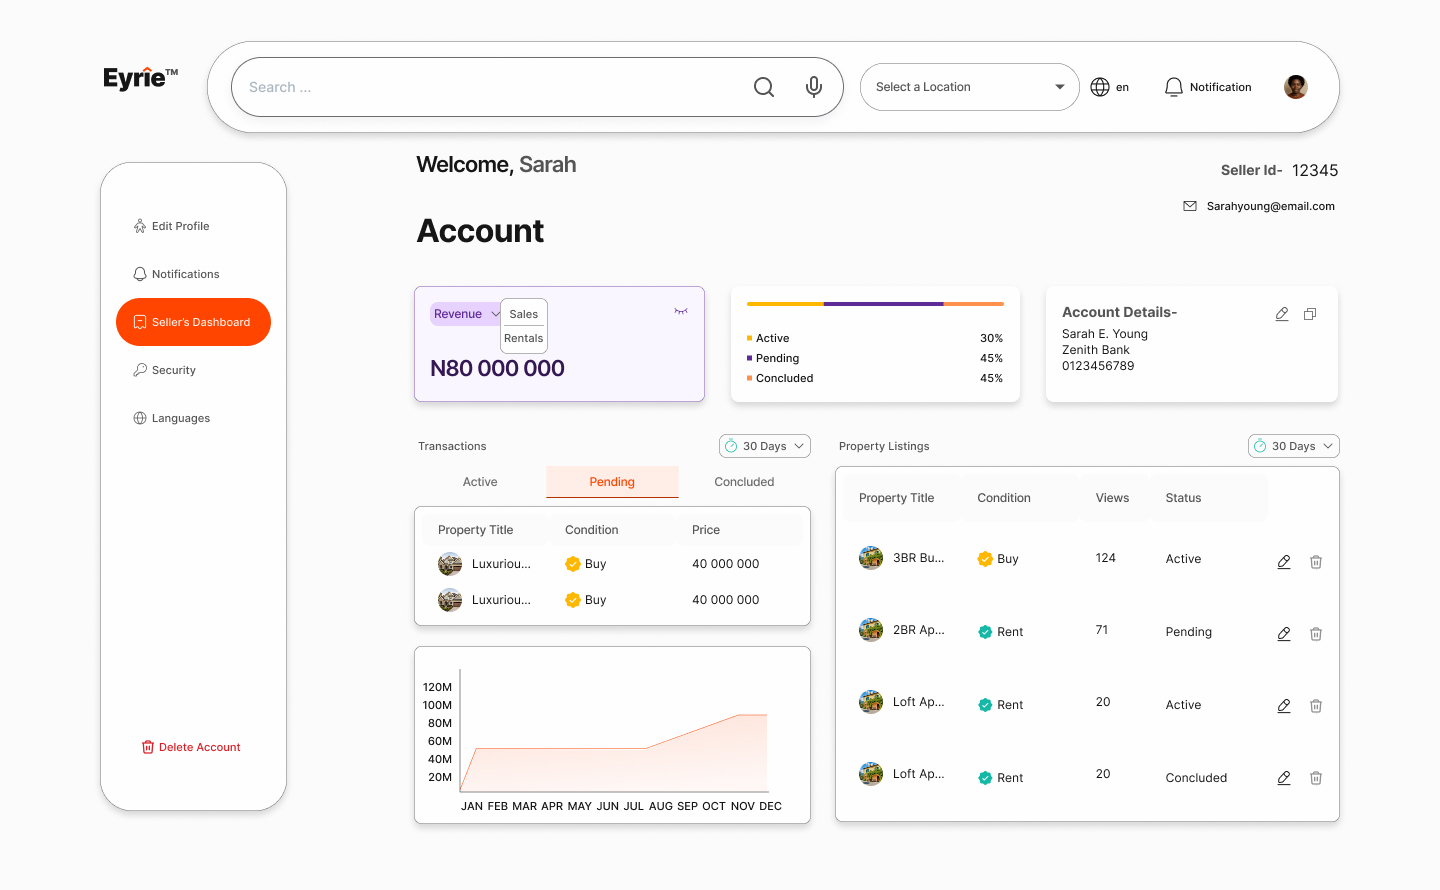 Eyrie™
Search ...
Select a Location
en
Notification
Welcome, Sarah
Seller Id- 12345
Sarahyoung@email.com
Account
Edit Profile
Notifications
Seller's Dashboard
Security
Languages
Delete Account
Revenue
Sales
Rentals
N80 000 000
Active 30%
Pending 45%
Concluded 45%
Account Details-
Sarah E. Young
Zenith Bank
0123456789
Transactions
30 Days
Active Pending Concluded
Property Title Condition Price
Luxuriou... Buy 40 000 000
Luxuriou... Buy 40 000 000
120M
100M
80M
60M
40M
20M
JAN FEB MAR APR MAY JUN JUL AUG SEP OCT NOV DEC
Property Listings
30 Days
Property Title Condition Views Status
3BR Bu... Buy 124 Active
2BR Ap... Rent 71 Pending
Loft Ap... Rent 20 Active
Loft Ap... Rent 20 Concluded